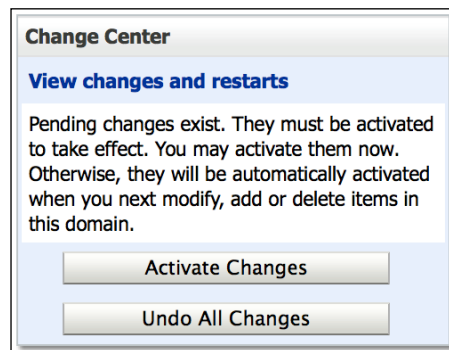 Change Center
View changes and restarts
Pending changes exist. They must be activated
to take effect. You may activate them now.
Otherwise, they will be automatically activated
when you next modify, add or delete items in
this domain.
Activate Changes
Undo All Changes